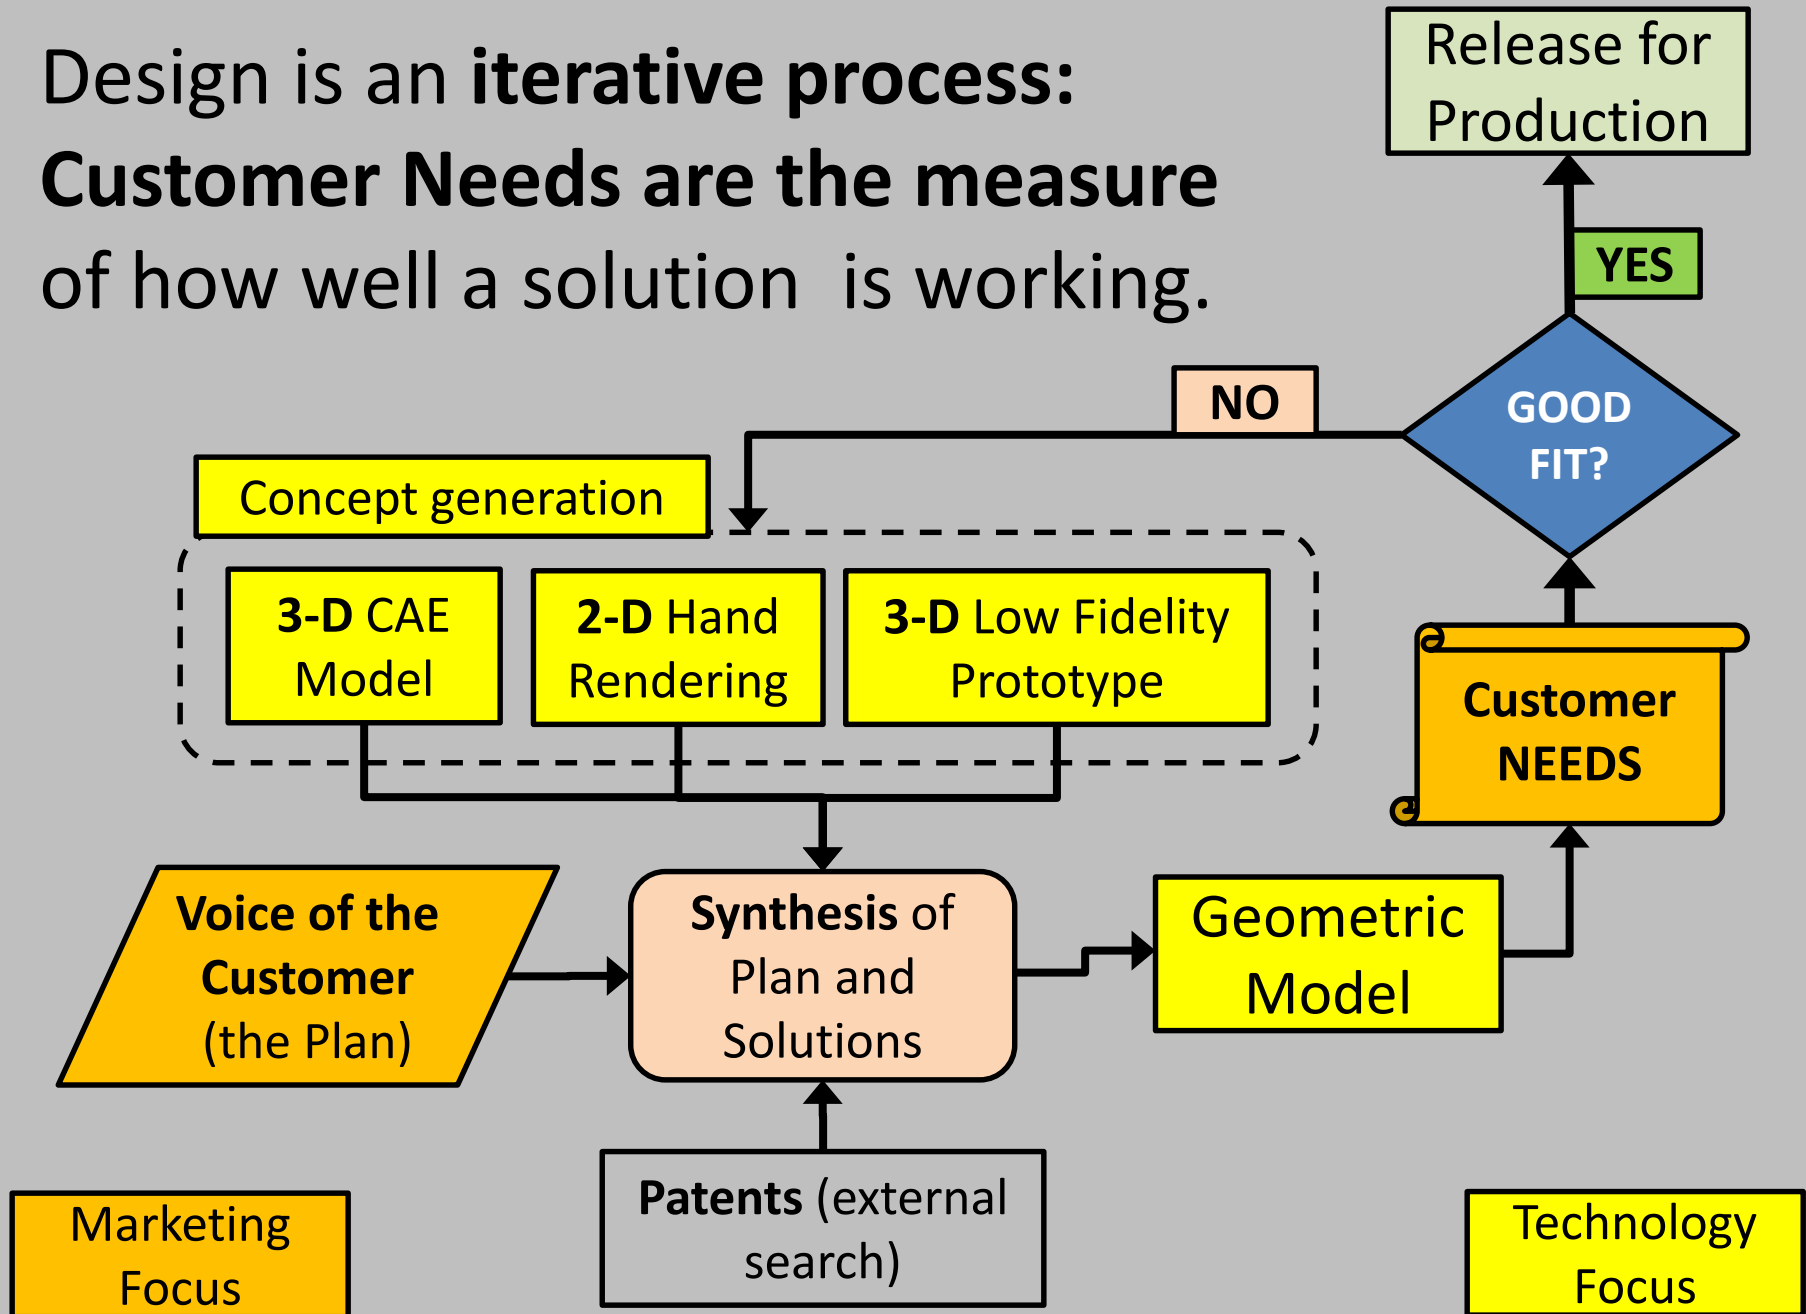 Design is an iterative process:
Customer Needs are the measure
of how well a solution is working.
Release for
Production
YES
NO
GOOD
FIT?
Concept generation
3-D CAE
Model
2-D Hand
Rendering
3-D Low Fidelity
Prototype
Customer
NEEDS
Voice of the
Customer
(the Plan)
Synthesis of
Plan and
Solutions
Geometric
Model
Patents (external
search)
Marketing
Focus
Technology
Focus